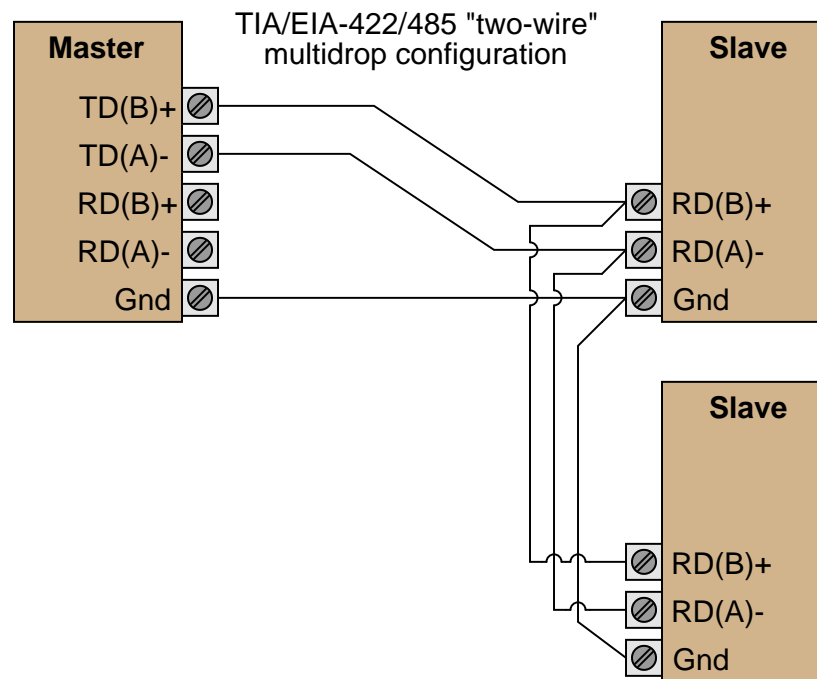 TIA/EIA-422/485 "two-wire"
multidrop configuration
Master
TD(B)+
TD(A)-
RD(B)+
RD(A)-
Gnd
Slave
RD(B)+
RD(A)-
Gnd
Slave
RD(B)+
RD(A)-
Gnd